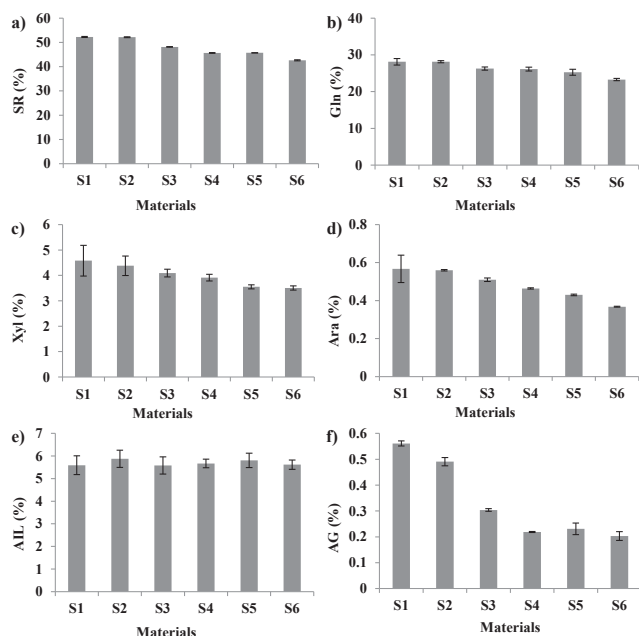 a)
SR (%)
60
50
40
30
20
10
0
S1 S2 S3 S4 S5 S6
Materials
b)
Gln (%)
40
30
20
10
0
S1 S2 S3 S4 S5 S6
Materials
c)
Xyl (%)
6
5
4
3
2
1
0
S1 S2 S3 S4 S5 S6
Materials
d)
Ara (%)
0.8
0.6
0.4
0.2
0
S1 S2 S3 S4 S5 S6
Materials
e)
AIL (%)
7
6
5
4
3
2
1
0
S1 S2 S3 S4 S5 S6
Materials
f)
AG (%)
0.6
0.5
0.4
0.3
0.2
0.1
0
S1 S2 S3 S4 S5 S6
Materials